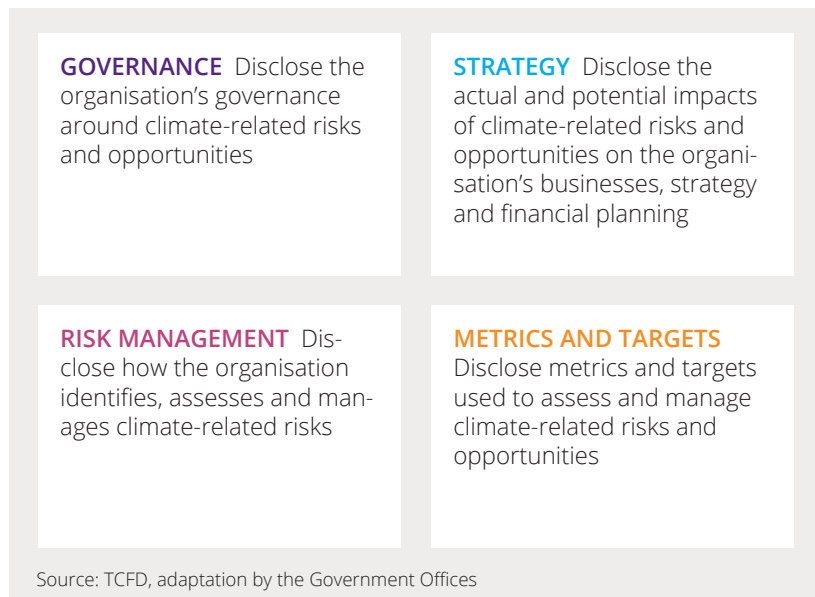 GOVERNANCE Disclose the
organisation’s governance
around climate-related risks
and opportunities
STRATEGY Disclose the
actual and potential impacts
of climate-related risks and
opportunities on the organi-
sation’s businesses, strategy
and financial planning
RISK MANAGEMENT Dis-
close how the organisation
identifies, assesses and man-
ages climate-related risks
METRICS AND TARGETS
Disclose metrics and targets
used to assess and manage
climate-related risks and
opportunities
Source: TCFD, adaptation by the Government Offices